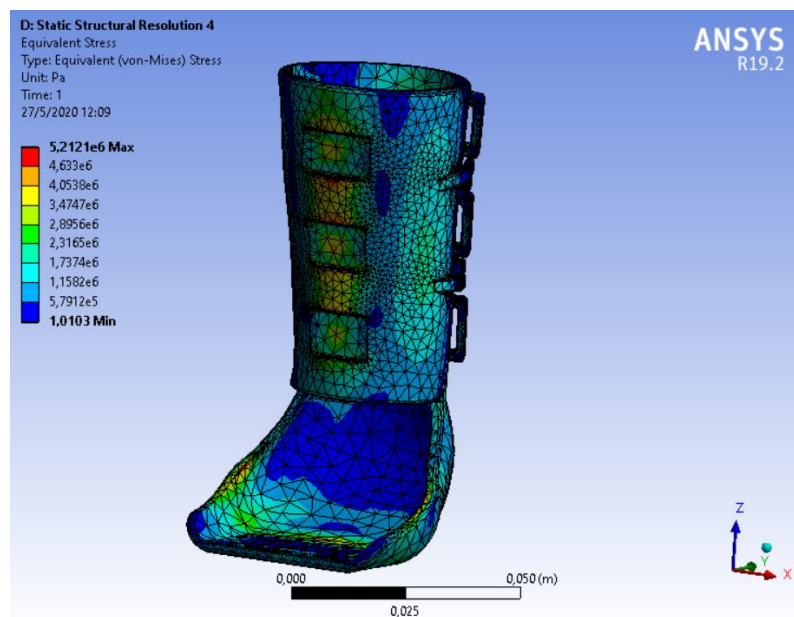 D: Static Structural Resolution 4
Equivalent Stress
Type: Equivalent (von-Mises) Stress
Unit: Pa
Time: 1
27/5/2020 12:09
ANSYS
R19.2
5,2121e6 Max
4,633e6
4,0538e6
3,4747e6
2,8956e6
2,3165e6
1,7374e6
1,1582e6
5,7912e5
1,0103 Min
Z
Y
X
0,000
0,050 (m)
0,025